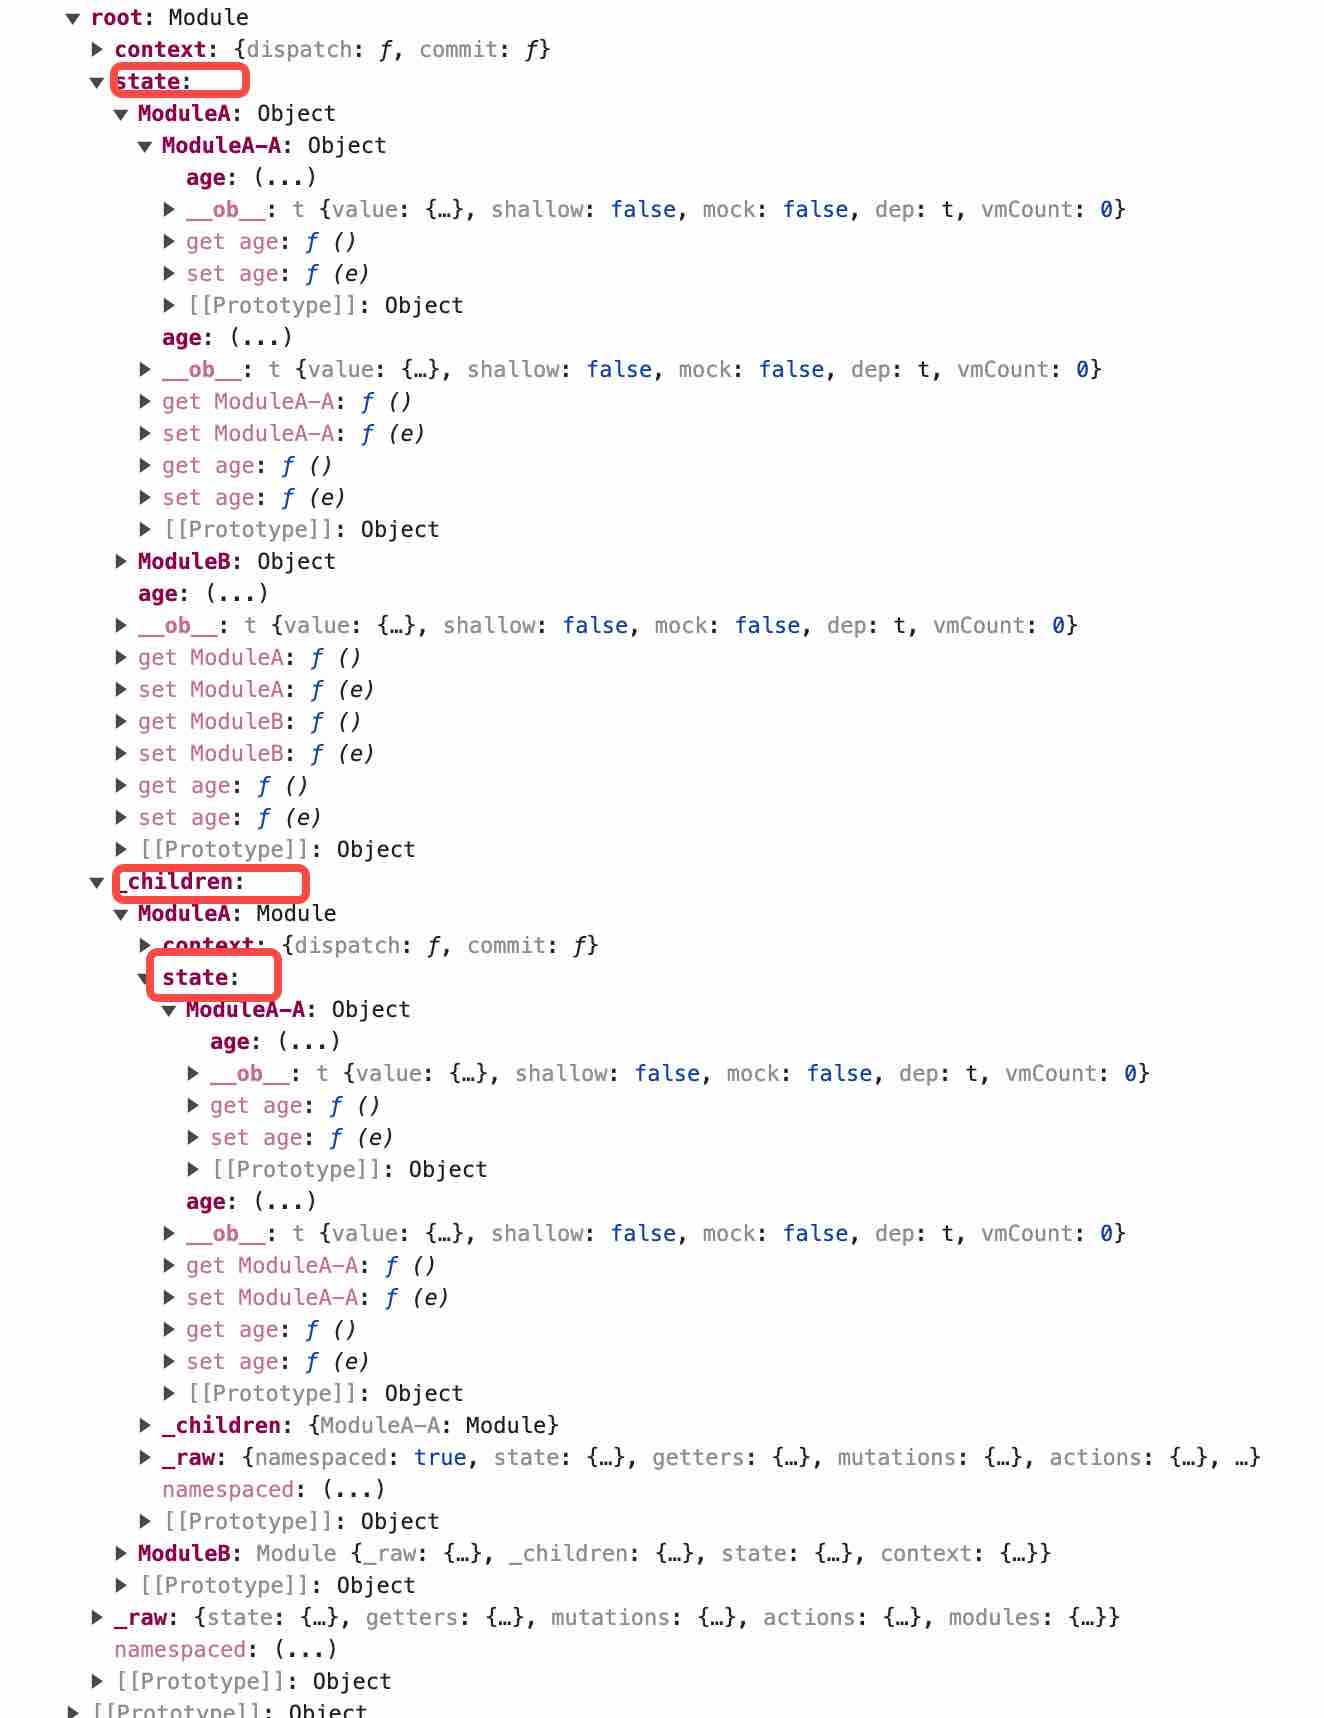 root: Module
context: {dispatch: ƒ, commit: ƒ}
state:
ModuleA: Object
ModuleA-A: Object
age: (...)
__ob__: t {value: {…}, shallow: false, mock: false, dep: t, vmCount: 0}
get age: ƒ ()
set age: ƒ (e)
[[Prototype]]: Object
age: (...)
__ob__: t {value: {…}, shallow: false, mock: false, dep: t, vmCount: 0}
get ModuleA-A: ƒ ()
set ModuleA-A: ƒ (e)
get age: ƒ ()
set age: ƒ (e)
[[Prototype]]: Object
ModuleB: Object
age: (...)
__ob__: t {value: {…}, shallow: false, mock: false, dep: t, vmCount: 0}
get ModuleA: ƒ ()
set ModuleA: ƒ (e)
get ModuleB: ƒ ()
set ModuleB: ƒ (e)
get age: ƒ ()
set age: ƒ (e)
[[Prototype]]: Object
_children:
ModuleA: Module
context: {dispatch: ƒ, commit: ƒ}
state:
ModuleA-A: Object
age: (...)
__ob__: t {value: {…}, shallow: false, mock: false, dep: t, vmCount: 0}
get age: ƒ ()
set age: ƒ (e)
[[Prototype]]: Object
age: (...)
__ob__: t {value: {…}, shallow: false, mock: false, dep: t, vmCount: 0}
get ModuleA-A: ƒ ()
set ModuleA-A: ƒ (e)
get age: ƒ ()
set age: ƒ (e)
[[Prototype]]: Object
_children: {ModuleA-A: Module}
_raw: {namespaced: true, state: {…}, getters: {…}, mutations: {…}, actions: {…}, …}
namespaced: (...)
[[Prototype]]: Object
ModuleB: Module {_raw: {…}, _children: {…}, state: {…}, context: {…}}
[[Prototype]]: Object
_raw: {state: {…}, getters: {…}, mutations: {…}, actions: {…}, modules: {…}}
namespaced: (...)
[[Prototype]]: Object
[[Prototype]]: Object